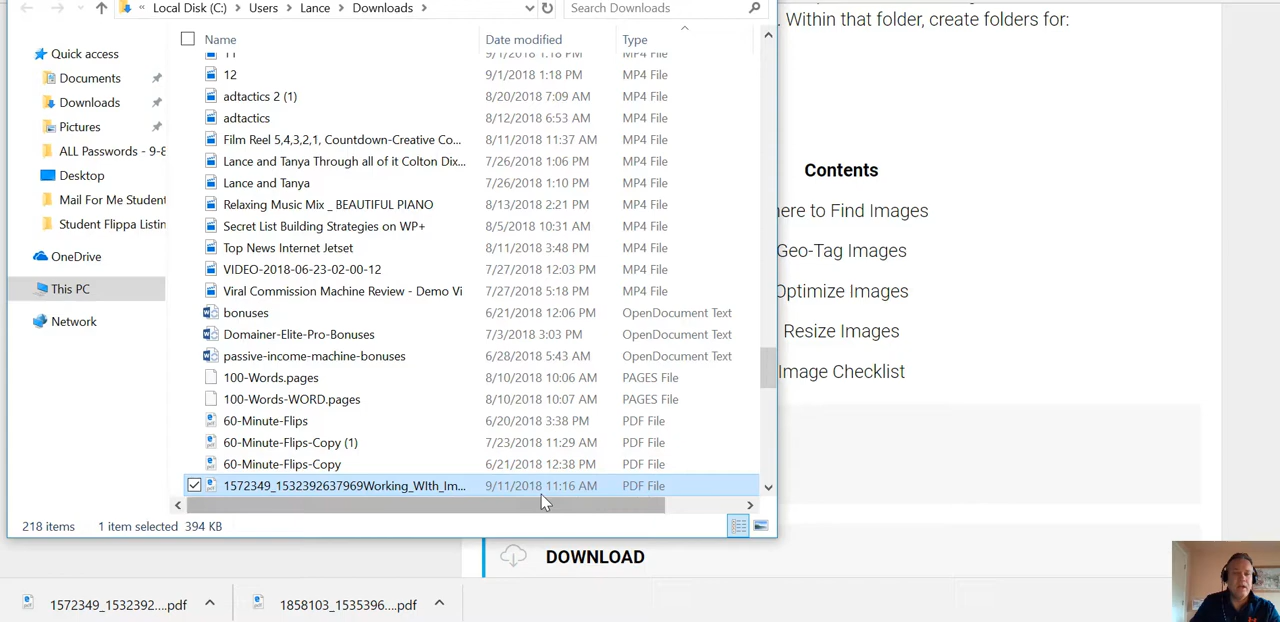 Local Disk (C:) > Users > Lance > Downloads >
Search Downloads
. Within that folder, create folders for:
Name
Date modified
Type
Quick access
Documents
Downloads
Pictures
ALL Passwords - 9-8
Desktop
Mail For Me Student
Student Flippa Listin
OneDrive
This PC
Network
11 9/1/2018 1:18 PM MP4 File
12 9/1/2018 1:18 PM MP4 File
adtactics 2 (1) 8/20/2018 7:09 AM MP4 File
adtactics 8/12/2018 6:53 AM MP4 File
Film Reel 5,4,3,2,1, Countdown-Creative Co... 8/11/2018 11:37 AM MP4 File
Lance and Tanya Through all of it Colton Dix... 7/26/2018 1:06 PM MP4 File
Lance and Tanya 7/26/2018 1:10 PM MP4 File
Relaxing Music Mix _ BEAUTIFUL PIANO 8/13/2018 2:21 PM MP4 File
Secret List Building Strategies on WP+ 8/5/2018 10:31 AM MP4 File
Top News Internet Jetset 8/11/2018 3:48 PM MP4 File
VIDEO-2018-06-23-02-00-12 7/27/2018 12:03 PM MP4 File
Viral Commission Machine Review - Demo Vi 7/27/2018 5:18 PM MP4 File
bonuses 6/21/2018 12:06 PM OpenDocument Text
Domainer-Elite-Pro-Bonuses 7/3/2018 3:03 PM OpenDocument Text
passive-income-machine-bonuses 6/28/2018 5:43 AM OpenDocument Text
100-Words.pages 8/10/2018 10:06 AM PAGES File
100-Words-WORD.pages 8/10/2018 10:07 AM PAGES File
60-Minute-Flips 6/20/2018 3:38 PM PDF File
60-Minute-Flips-Copy (1) 7/23/2018 11:29 AM PDF File
60-Minute-Flips-Copy 6/21/2018 12:38 PM PDF File
1572349_1532392637969Working_WIth_Im... 9/11/2018 11:16 AM PDF File
218 items 1 item selected 394 KB
Contents
here to Find Images
Geo-Tag Images
Optimize Images
Resize Images
Image Checklist
DOWNLOAD
1572349_1532392....pdf
1858103_1535396....pdf